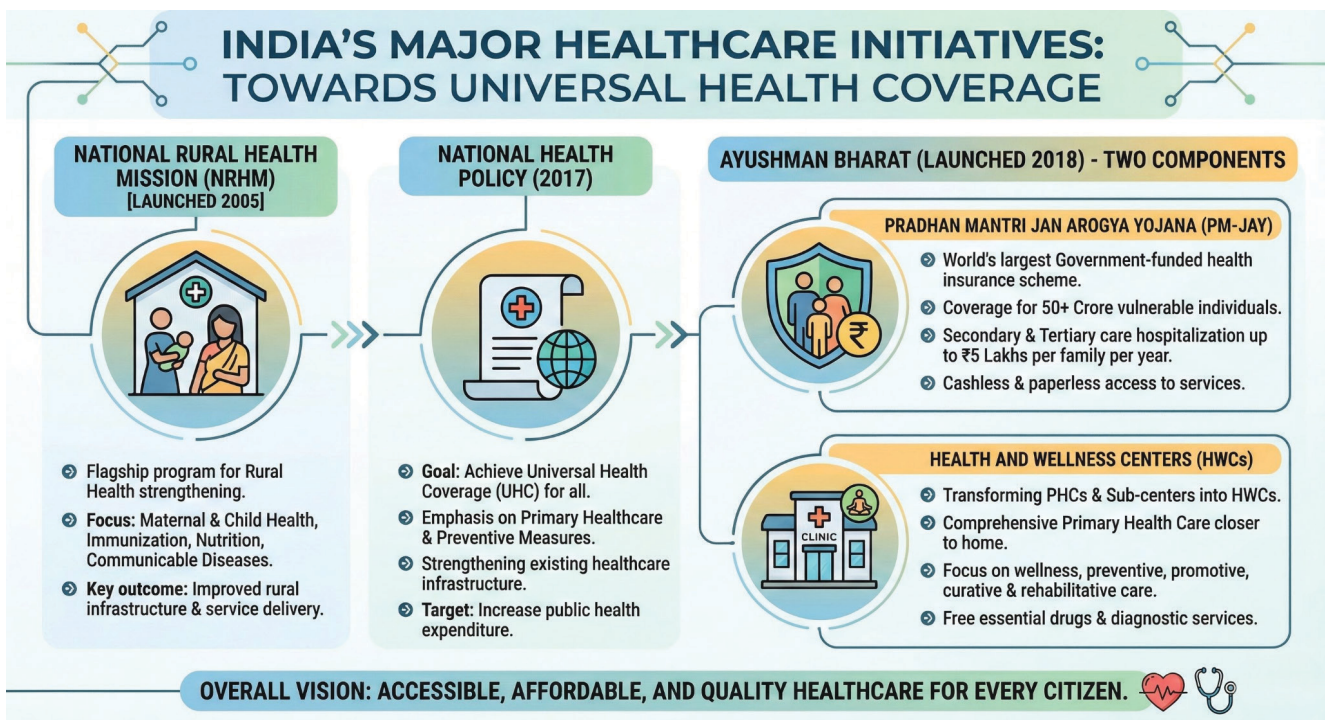 INDIA'S MAJOR HEALTHCARE INITIATIVES:
TOWARDS UNIVERSAL HEALTH COVERAGE
NATIONAL RURAL HEALTH
MISSION (NRHM)
[LAUNCHED 2005]
Flagship program for Rural
Health strengthening.
Focus: Maternal & Child Health,
Immunization, Nutrition,
Communicable Diseases.
Key outcome: Improved rural
infrastructure & service delivery.
NATIONAL HEALTH
POLICY (2017)
Goal: Achieve Universal Health
Coverage (UHC) for all.
Emphasis on Primary Healthcare
& Preventive Measures.
Strengthening existing healthcare
infrastructure.
Target: Increase public health
expenditure.
AYUSHMAN BHARAT (LAUNCHED 2018) - TWO COMPONENTS
PRADHAN MANTRI JAN AROGYA YOJANA (PM-JAY)
₹
World's largest Government-funded health
insurance scheme.
Coverage for 50+ Crore vulnerable individuals.
Secondary & Tertiary care hospitalization up
to ₹5 Lakhs per family per year.
Cashless & paperless access to services.
HEALTH AND WELLNESS CENTERS (HWCs)
CLINIC
Transforming PHCs & Sub-centers into HWCs.
Comprehensive Primary Health Care closer
to home.
Focus on wellness, preventive, promotive,
curative & rehabilitative care.
Free essential drugs & diagnostic services.
OVERALL VISION: ACCESSIBLE, AFFORDABLE, AND QUALITY HEALTHCARE FOR EVERY CITIZEN.